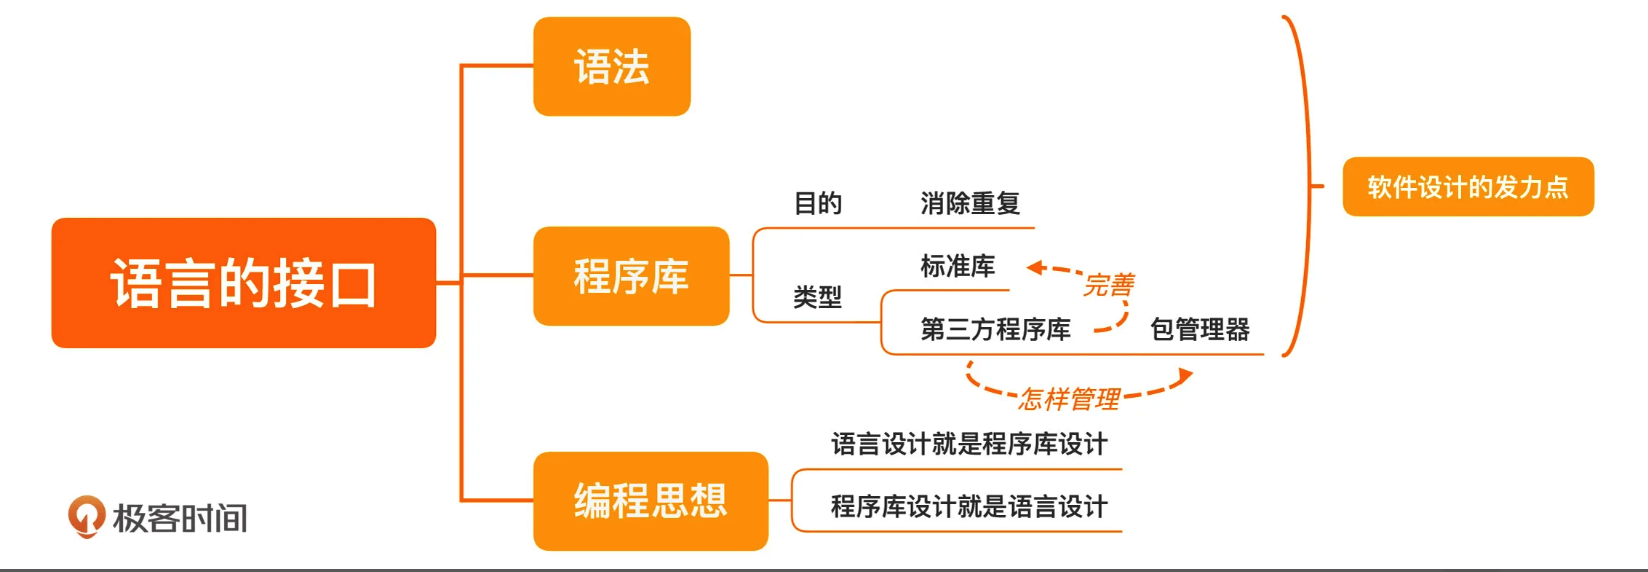 语言的接口
语法
程序库
目的 消除重复
类型
标准库
完善
第三方程序库 包管理器
怎样管理
编程思想
语言设计就是程序库设计
程序库设计就是语言设计
软件设计的发力点
极客时间